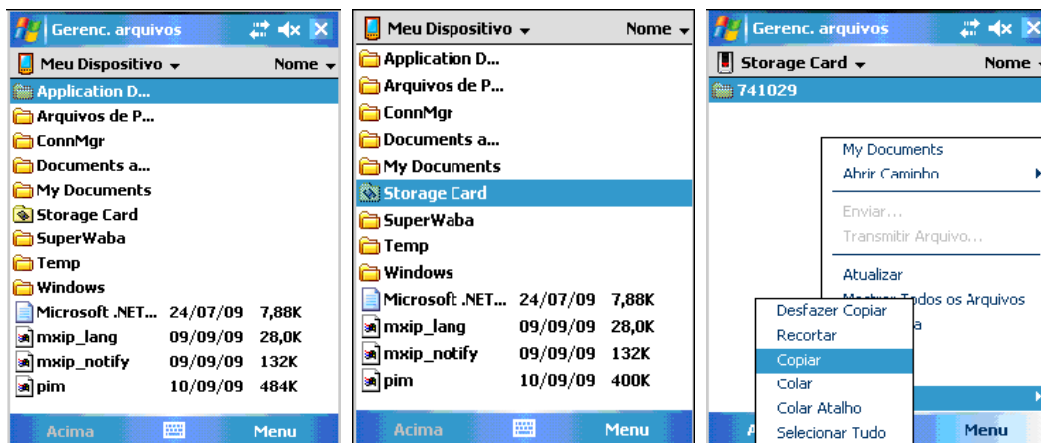 Gerenc. arquivos
Meu Dispositivo Nome
Application D...
Arquivos de P...
ConnMgr
Documents a...
My Documents
Storage Card
SuperWaba
Temp
Windows
Microsoft .NET... 24/07/09 7,88K
mxip_lang 09/09/09 28,0K
mxip_notify 09/09/09 132K
pim 10/09/09 484K
Acima Menu
Meu Dispositivo Nome
Application D...
Arquivos de P...
ConnMgr
Documents a...
My Documents
Storage Card
SuperWaba
Temp
Windows
Microsoft .NET... 24/07/09 7,88K
mxip_lang 09/09/09 28,0K
mxip_notify 09/09/09 132K
pim 10/09/09 400K
Acima Menu
Gerenc. arquivos
Storage Card Nome
741029
My Documents
Abrir Caminho
Enviar...
Transmitir Arquivo...
Atualizar
Todos os Arquivos
Desfazer Copiar
Recortar
Copiar
Colar
Colar Atalho
Selecionar Tudo
Menu